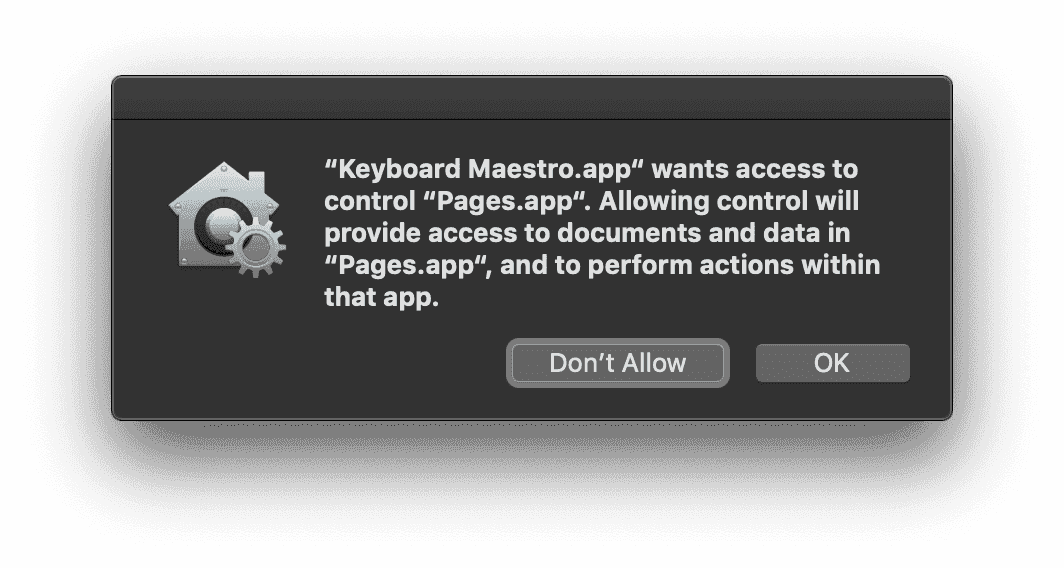 “Keyboard Maestro.app“ wants access to
control “Pages.app“. Allowing control will
provide access to documents and data in
“Pages.app“, and to perform actions within
that app.
Don’t Allow
OK